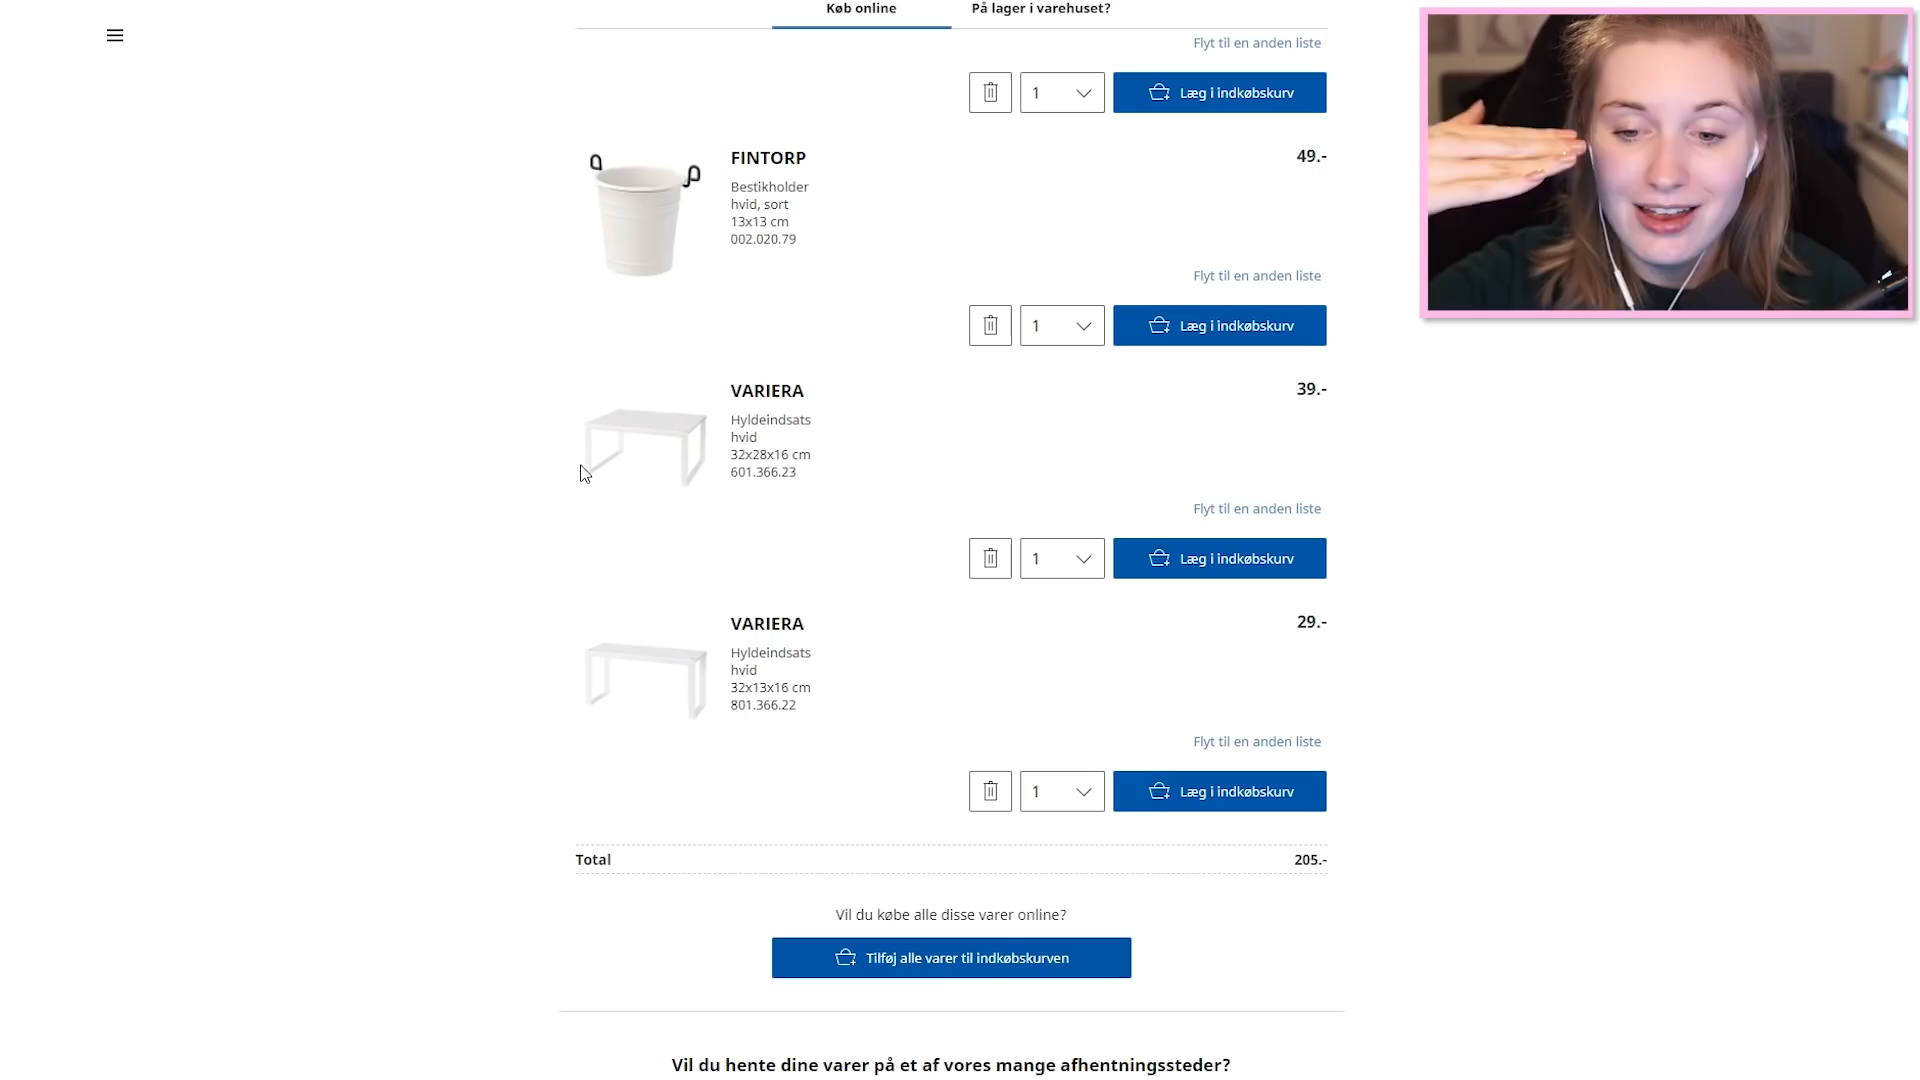 Køb online
På lager i varehuset?
Flyt til en anden liste
1
Læg i indkøbskurv
FINTORP
49.-
Bestikholder
hvid, sort
13x13 cm
002.020.79
Flyt til en anden liste
1
Læg i indkøbskurv
VARIERA
39.-
Hyldeindsats
hvid
32x28x16 cm
601.366.23
Flyt til en anden liste
1
Læg i indkøbskurv
VARIERA
29.-
Hyldeindsats
hvid
32x13x16 cm
801.366.22
Flyt til en anden liste
1
Læg i indkøbskurv
Total
205.-
Vil du købe alle disse varer online?
Tilføj alle varer til indkøbskurven
Vil du hente dine varer på et af vores mange afhentningssteder?